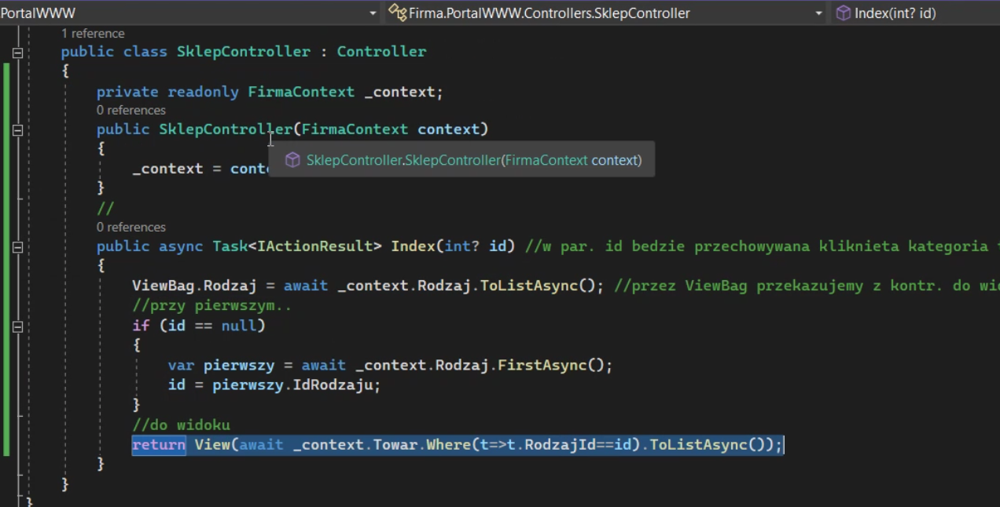 PortalWWW Firma.PortalWWW.Controllers.SklepController Index(int? id)
1 reference
public class SklepController : Controller
{
private readonly FirmaContext _context;
0 references
public SklepController(FirmaContext context)
{
SklepController.SklepController(FirmaContext context)
_context =
}
//
0 references
public async Task<IActionResult> Index(int? id) //w par. id bedzie przechowywana kliknieta kategoria
{
ViewBag.Rodzaj = await _context.Rodzaj.ToListAsync(); //przez ViewBag przekazujemy z kontr. do
//przy pierwszym..
if (id == null)
{
var pierwszy = await _context.Rodzaj.FirstAsync();
id = pierwszy.IdRodzaju;
}
//do widoku
return View(await _context.Towar.Where(t=>t.RodzajId==id).ToListAsync());
}
}
}